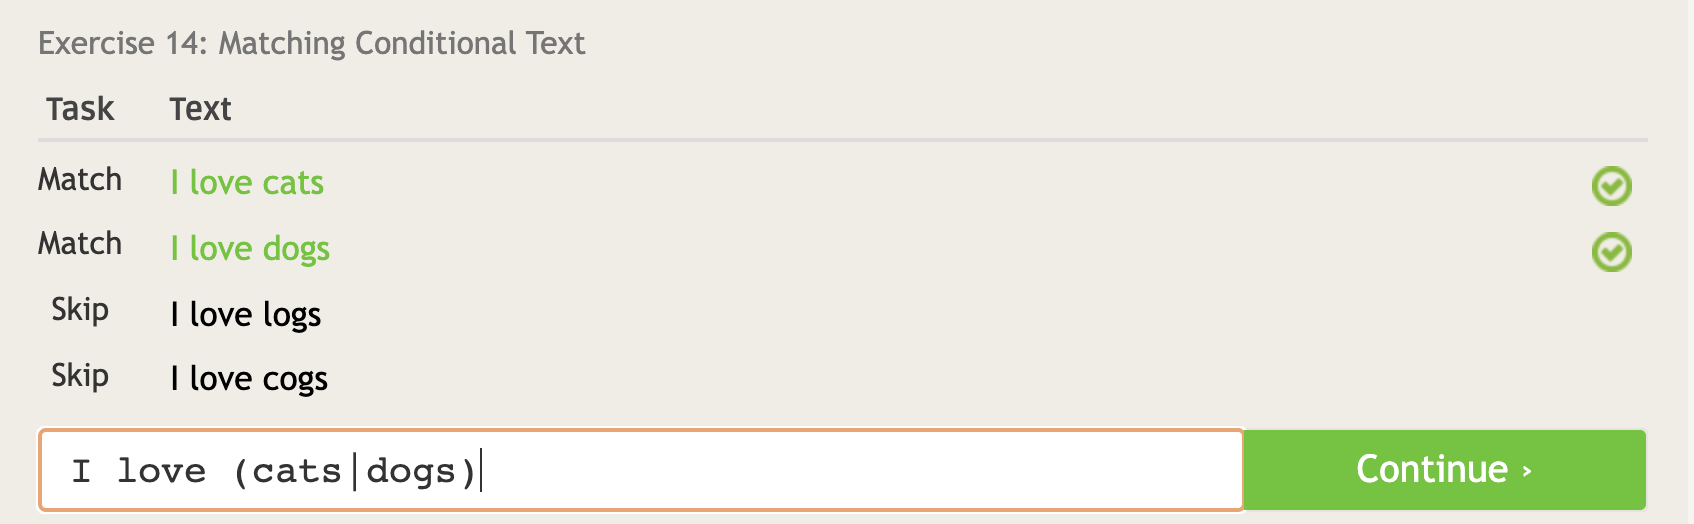 Exercise 14: Matching Conditional Text
Task Text
Match I love cats
Match I love dogs
Skip I love logs
Skip I love cogs
I love (cats|dogs) Continue ›